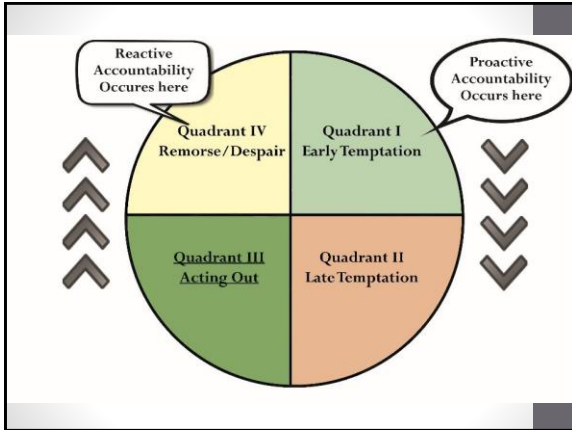 Reactive
Accountability
Occures here
Proactive
Accountability
Occurs here
Quadrant IV
Remorse/Despair
Quadrant I
Early Temptation
Quadrant III
Acting Out
Quadrant II
Late Temptation